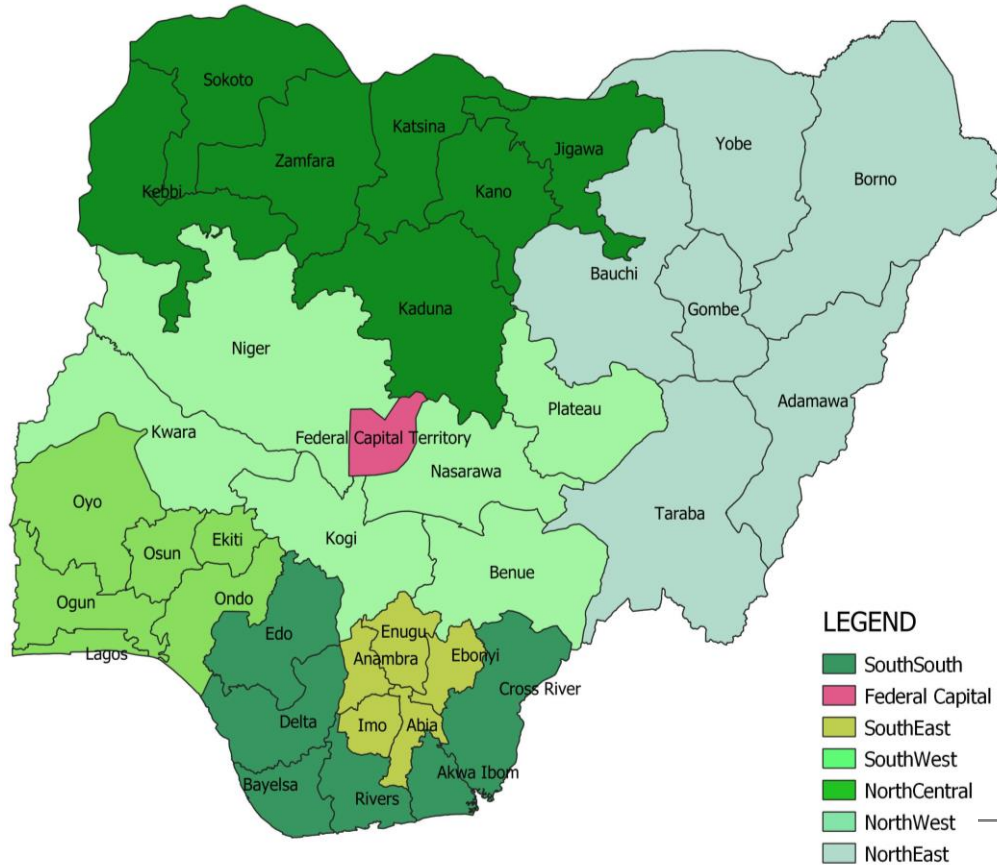 Sokoto
Katsina
Zamfara
Jigawa
Yobe
Borno
Kebbi
Kano
Bauchi
Kaduna
Gombe
Niger
Adamawa
Plateau
Kwara
Federal Capital Territory
Nasarawa
Oyo
Taraba
Kogi
Ekiti
Osun
Benue
Ogun
Ondo
Edo
Enugu
Lagos
Anambra
Ebonyi
Cross River
Delta
Imo
Abia
Bayelsa
Rivers
Akwa Ibom
LEGEND
SouthSouth
Federal Capital
SouthEast
SouthWest
NorthCentral
NorthWest
NorthEast